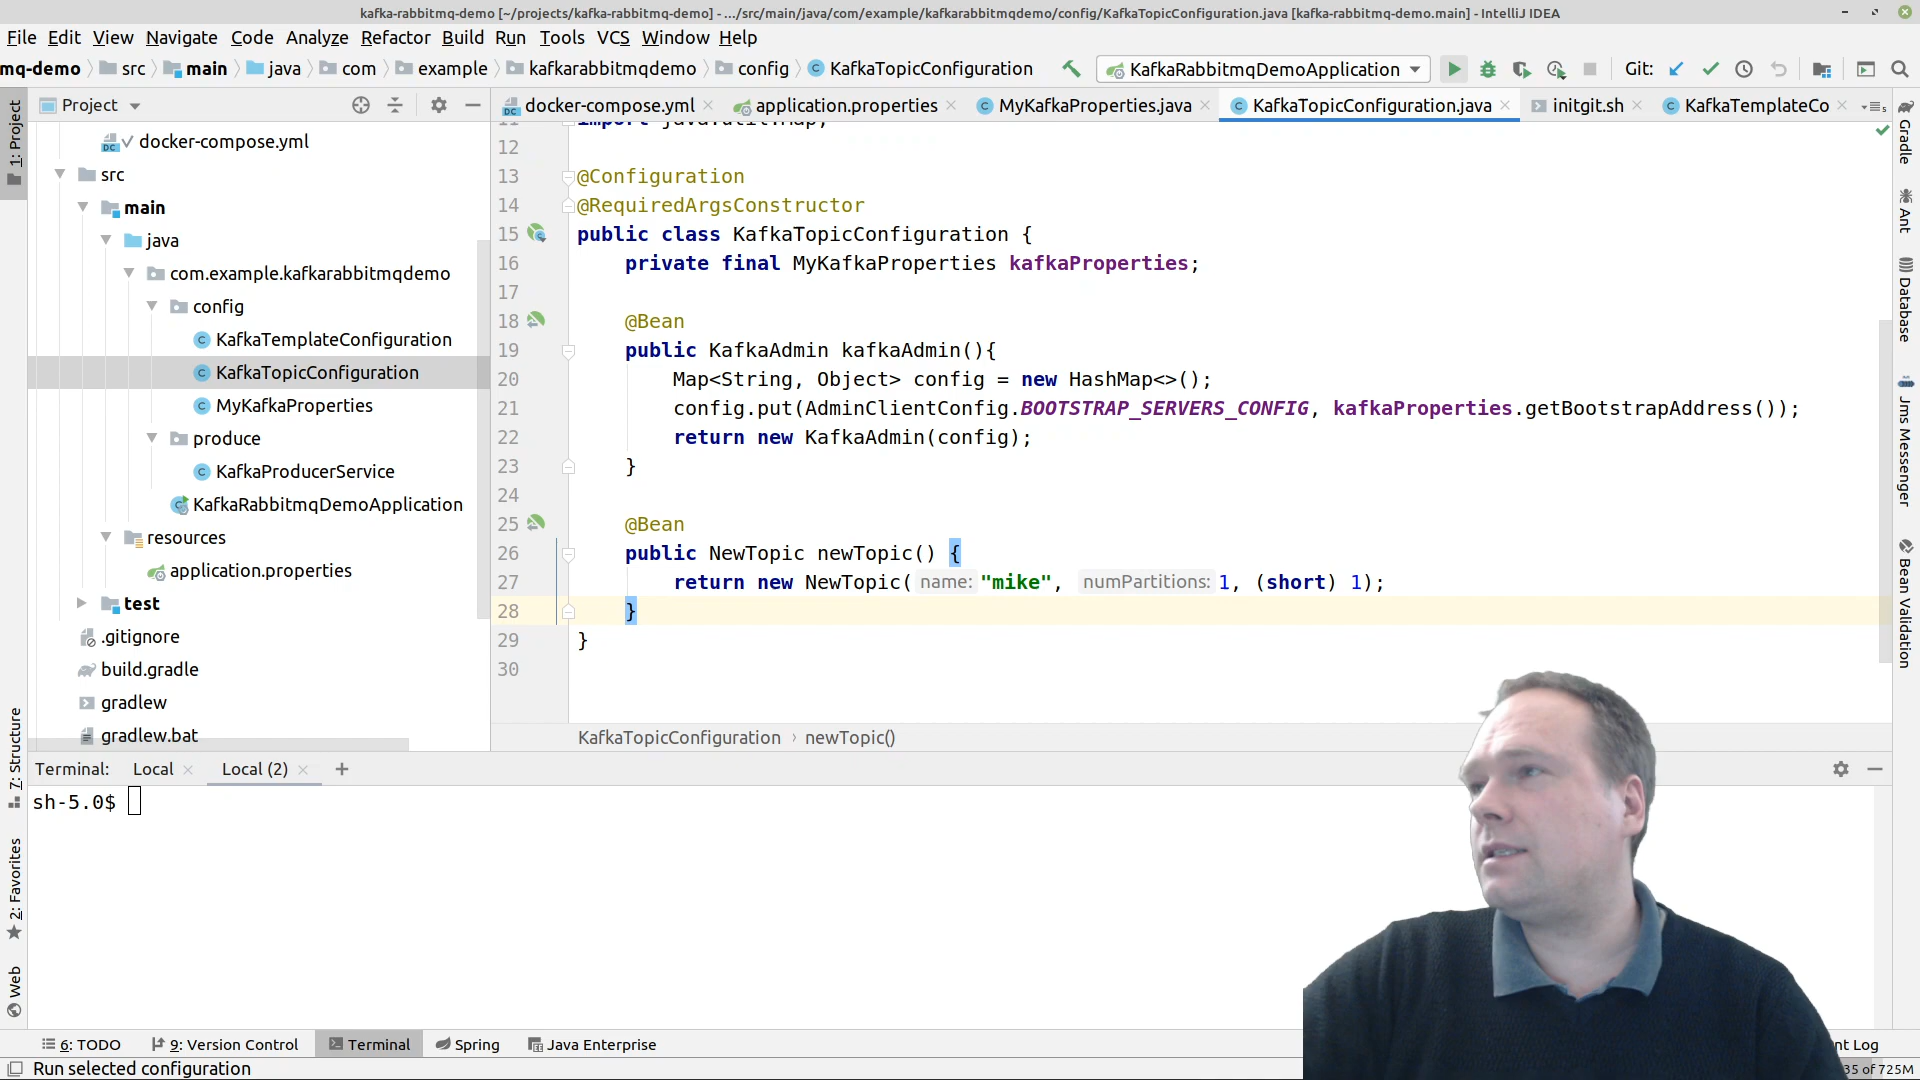 kafka-rabbitmq-demo [~/projects/kafka-rabbitmq-demo] - .../src/main/java/com/example/kafkarabbitmqdemo/config/KafkaTopicConfiguration.java [kafka-rabbitmq-demo.main] - IntelliJ IDEA
File Edit View Navigate Code Analyze Refactor Build Run Tools VCS Window Help
mq-demo src main java com example kafkarabbitmqdemo config KafkaTopicConfiguration KafkaRabbitmqDemoApplication Git:
Project docker-compose.yml application.properties MyKafkaProperties.java KafkaTopicConfiguration.java initgit.sh KafkaTemplateCo
docker-compose.yml
src
main
java
com.example.kafkarabbitmqdemo
config
KafkaTemplateConfiguration
KafkaTopicConfiguration
MyKafkaProperties
produce
KafkaProducerService
KafkaRabbitmqDemoApplication
resources
application.properties
test
.gitignore
build.gradle
gradlew
gradlew.bat
11 import java.util.Map;
12
13 @Configuration
14 @RequiredArgsConstructor
15 public class KafkaTopicConfiguration {
16 private final MyKafkaProperties kafkaProperties;
17
18 @Bean
19 public KafkaAdmin kafkaAdmin(){
20 Map<String, Object> config = new HashMap<>();
21 config.put(AdminClientConfig.BOOTSTRAP_SERVERS_CONFIG, kafkaProperties.getBootstrapAddress());
22 return new KafkaAdmin(config);
23 }
24
25 @Bean
26 public NewTopic newTopic() {
27 return new NewTopic( name: "mike", numPartitions: 1, (short) 1);
28 }
29 }
30
KafkaTopicConfiguration › newTopic()
1: Project
7: Structure
2: Favorites
Web
Gradle
Ant
Database
Jms Messenger
Bean Validation
Terminal: Local Local (2)
sh-5.0$
6: TODO 9: Version Control Terminal Spring Java Enterprise nt Log
Run selected configuration 35 of 725M